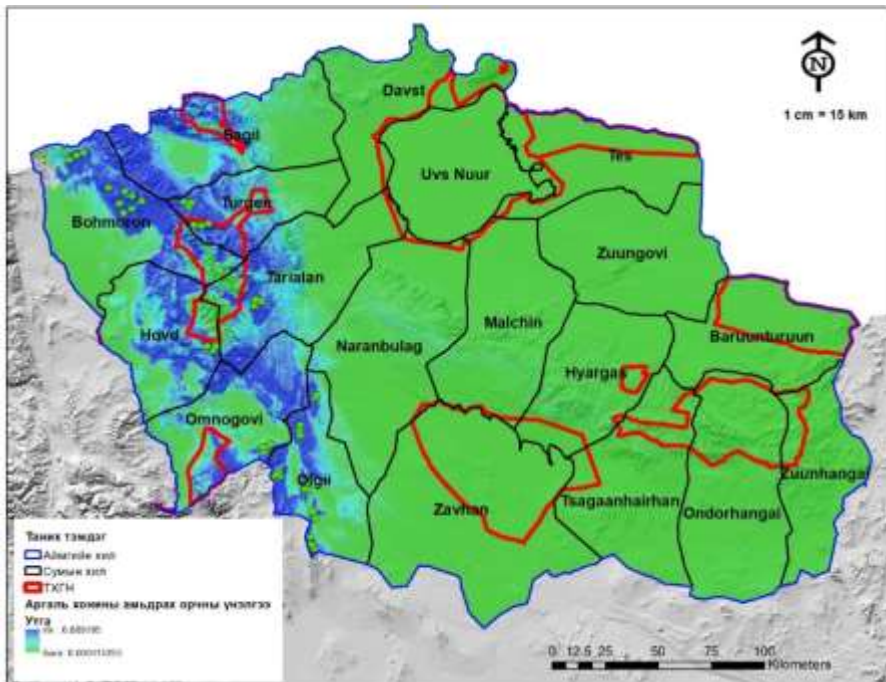 N
1 cm = 15 km
Davst
Sagil
Tes
Uvs Nuur
Turgen
Bohmoron
Zuungovi
Tarialan
Malchin
Hovd
Naranbulag
Baruunturuun
Hyargas
Omnogovi
Olgii
Zuunhangai
Zavhan
Tsagaanhairhan
Ondorhangai
Таних тэмдэг
Аймгийн хил
Сумын хил
ТХГН
Аргаль хонины амьдрах орчны үнэлгээ
Утга
0 12.5 25 50 75 100
Kilometers